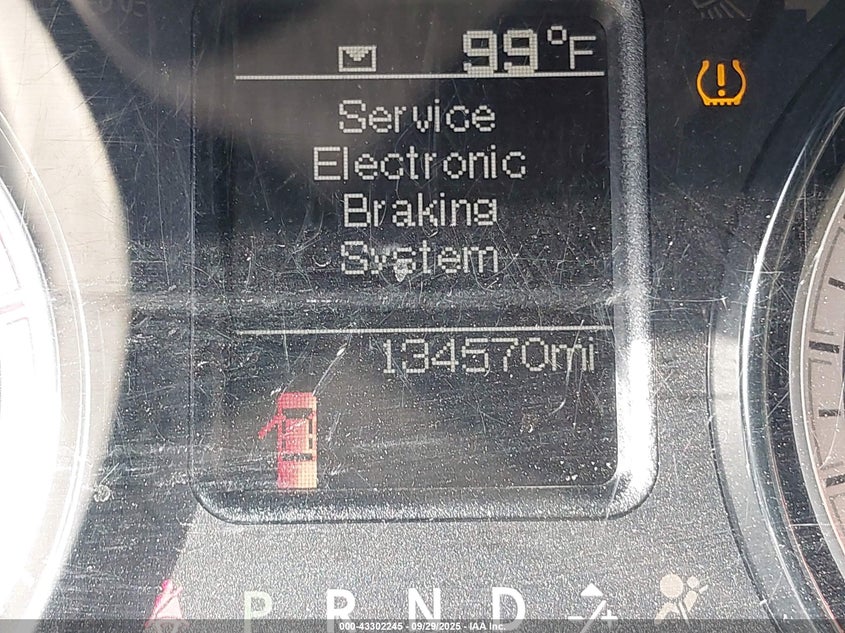 99°F
Service
Electronic
Braking
System
134570mi
P R N D
000-43302245 - 09/29/2025 - IAA Inc.